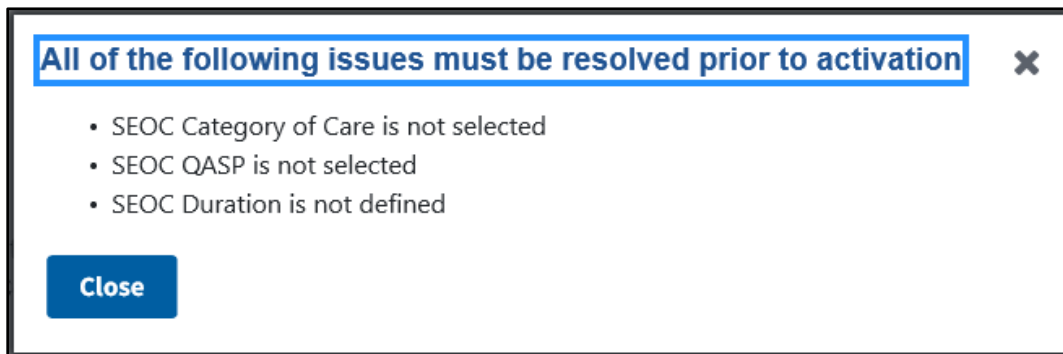 All of the following issues must be resolved prior to activation
• SEOC Category of Care is not selected
• SEOC QASP is not selected
• SEOC Duration is not defined
Close